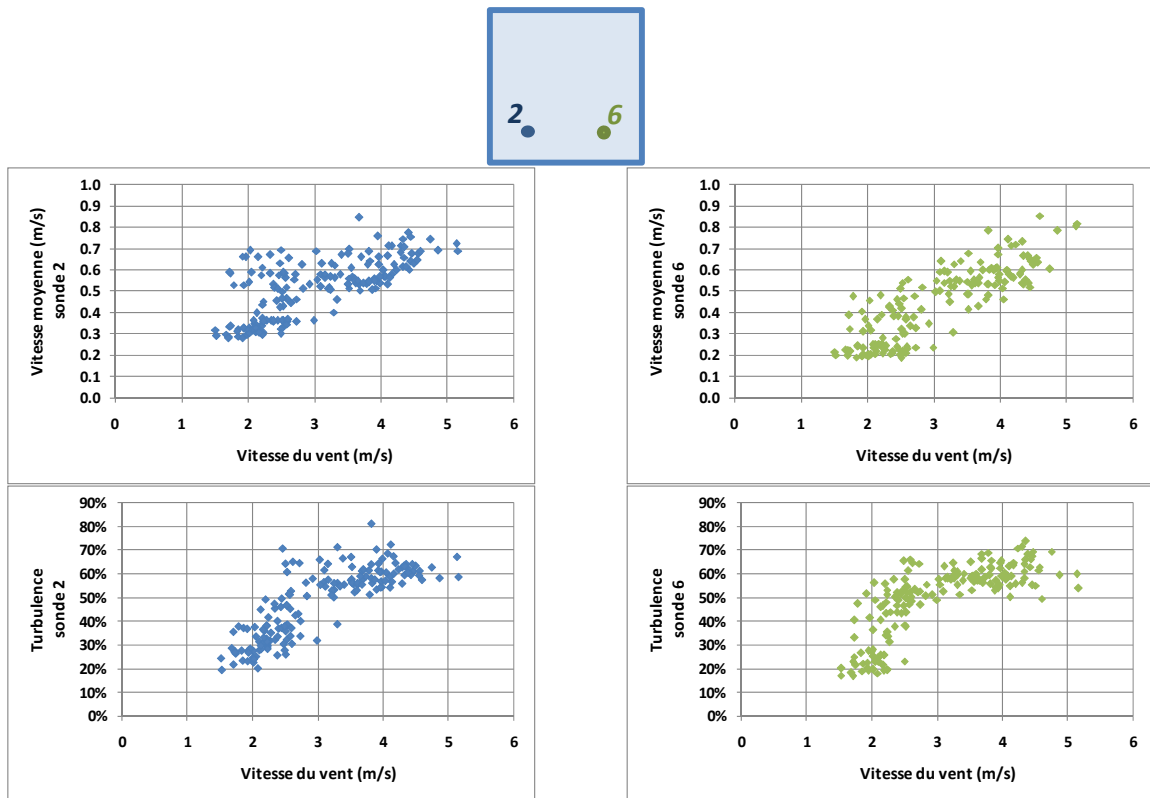 2 6
Vitesse moyenne (m/s)
sonde 2
1.0
0.9
0.8
0.7
0.6
0.5
0.4
0.3
0.2
0.1
0.0
0 1 2 3 4 5 6
Vitesse du vent (m/s)
Vitesse moyenne (m/s)
sonde 6
1.0
0.9
0.8
0.7
0.6
0.5
0.4
0.3
0.2
0.1
0.0
0 1 2 3 4 5 6
Vitesse du vent (m/s)
Turbulence
sonde 2
90%
80%
70%
60%
50%
40%
30%
20%
10%
0%
0 1 2 3 4 5 6
Vitesse du vent (m/s)
Turbulence
sonde 6
90%
80%
70%
60%
50%
40%
30%
20%
10%
0%
0 1 2 3 4 5 6
Vitesse du vent (m/s)